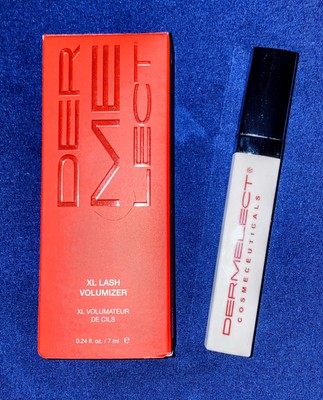 DER
ME
LECT
XL LASH
VOLUMIZER
XL VOLUMATEUR
DE CILS
0.24 fl. oz. / 7 ml ℮
DERMELECT®
COSMECEUTICALS